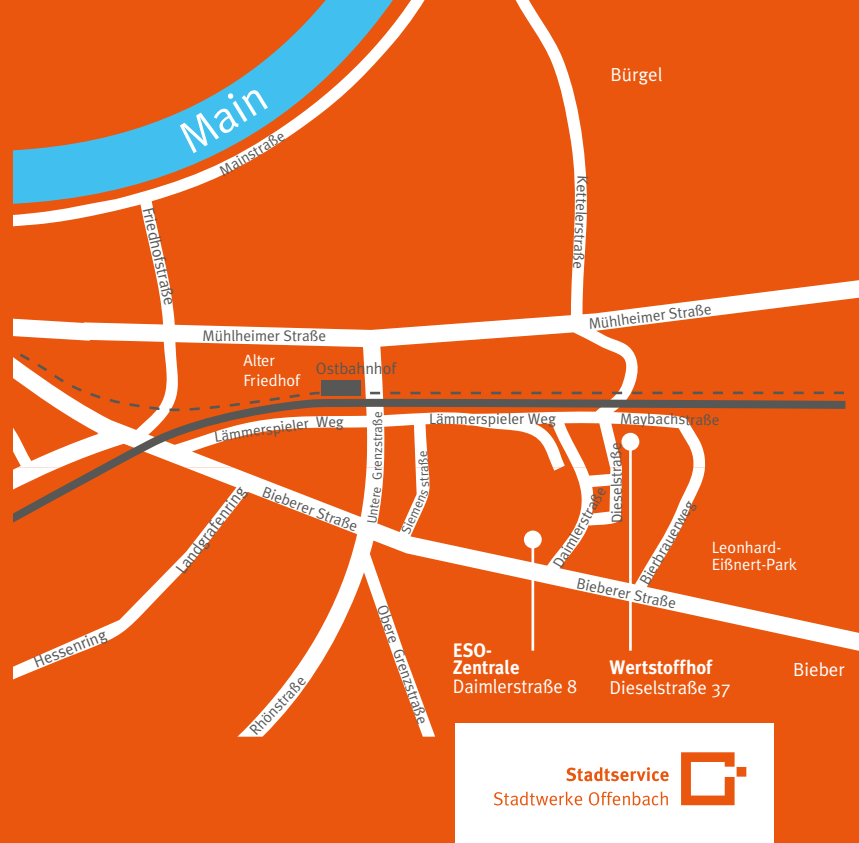 Bürgel
Main
Mainstraße
Friedhofstraße
Kettelerstraße
Mühlheimer Straße
Mühlheimer Straße
Alter
Friedhof
Ostbahnhof
Lämmerspieler Weg
Lämmerspieler Weg
Maybachstraße
Untere Grenzstraße
Siemens straße
Dieselstraße
Daimlerstraße
Bierbrauerweg
Landgrafenring
Bieberer Straße
Bieberer Straße
Leonhard-
Eißnert-Park
Hessenring
Obere Grenzstraße
Rhönstraße
ESO-
Zentrale
Daimlerstraße 8
Wertstoffhof
Dieselstraße 37
Bieber
Stadtservice
Stadtwerke Offenbach